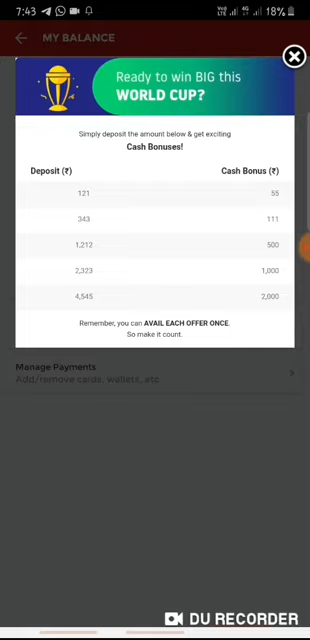 7:43
Voo
LTE
4G
18%
MY BALANCE
Ready to win BIG this
WORLD CUP?
Simply deposit the amount below & get exciting
Cash Bonuses!
Deposit (₹) Cash Bonus (₹)
121 55
343 111
1,212 500
2,323 1,000
4,545 2,000
Remember, you can AVAIL EACH OFFER ONCE.
So make it count.
Manage Payments
Add/remove cards, wallets, etc
DU RECORDER